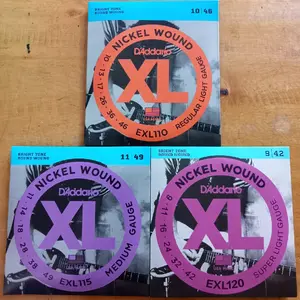 BRIGHT TONE
ROUND WOUND
10 | 46
NICKEL WOUND
D'Addario
XL
10 · 13 · 17 · 26 · 36 · 46
EXL110
REGULAR LIGHT GAUGE
BRIGHT TONE
ROUND WOUND
11 | 49
NICKEL WOUND
D'Addario
XL
11 · 14 · 18 · 28 · 38 · 49
EXL115
MEDIUM GAUGE
BRIGHT TONE
ROUND WOUND
9 | 42
NICKEL WOUND
D'Addario
XL
9 · 11 · 16 · 24 · 32 · 42
EXL120
SUPER LIGHT GAUGE